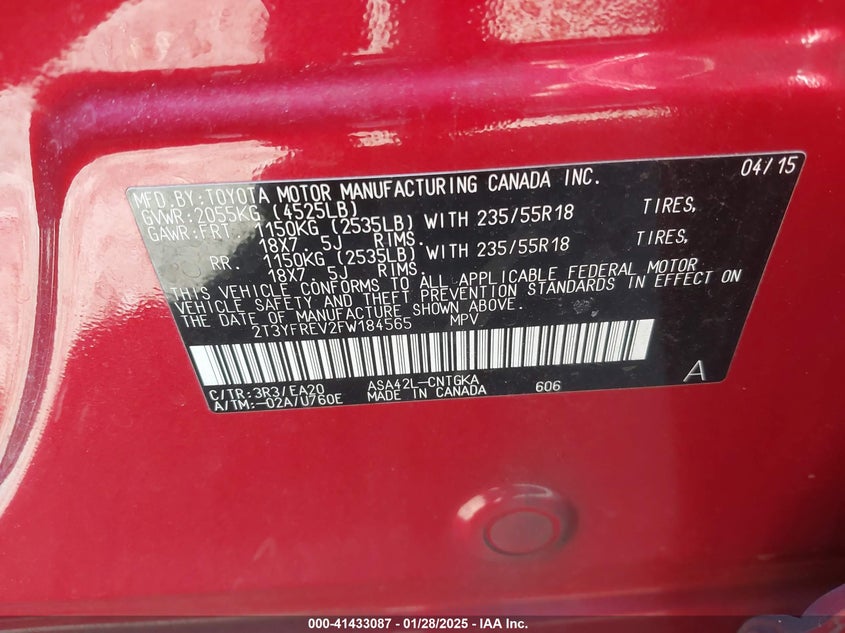 MFD.BY:TOYOTA MOTOR MANUFACTURING CANADA INC. 04/15
GVWR:2055KG (4525LB)
GAWR:FRT. 1150KG (2535LB) WITH 235/55R18 TIRES,
18X7.5J RIMS.
RR. 1150KG (2535LB) WITH 235/55R18 TIRES,
18X7.5J RIMS.
THIS VEHICLE CONFORMS TO ALL APPLICABLE FEDERAL MOTOR
VEHICLE SAFETY AND THEFT PREVENTION STANDARDS IN EFFECT ON
THE DATE OF MANUFACTURE SHOWN ABOVE.
2T3YFREV2FW184565 MPV
C/TR:3R3/EA20 ASA42L-CNTGKA 606 A
A/TM:-02A/U760E MADE IN CANADA
000-41433087 - 01/28/2025 - IAA Inc.